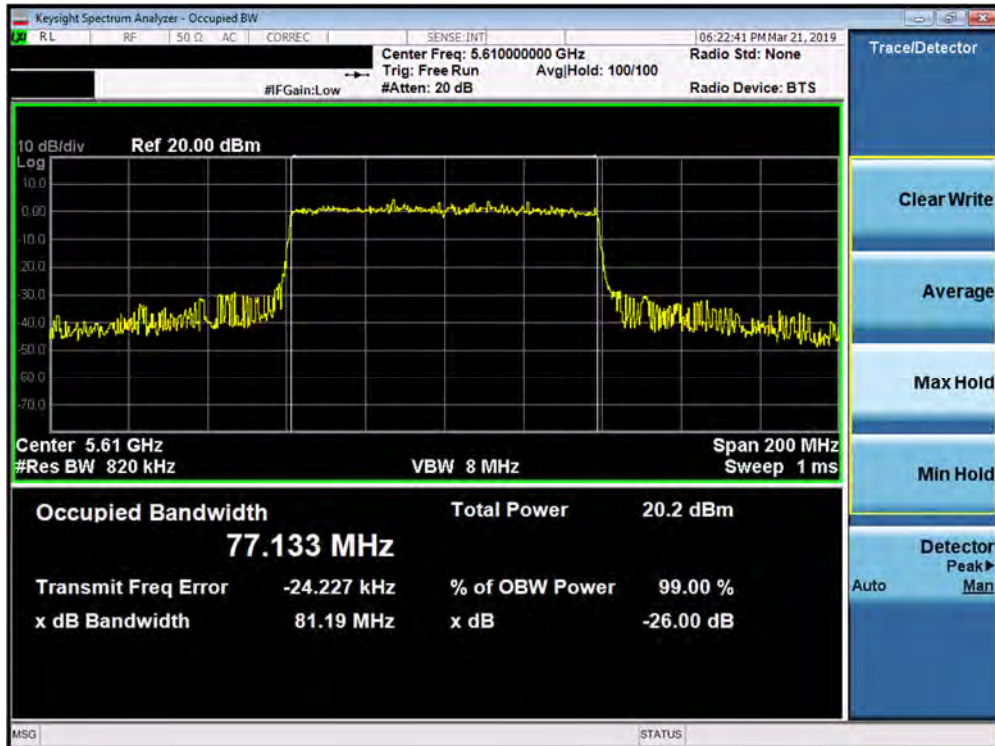 Keysight Spectrum Analyzer - Occupied BW
LXI RL RF 50 Ω AC CORREC SENSE:INT 06:22:41 PM Mar 21, 2019
Center Freq: 5.610000000 GHz Radio Std: None
Trig: Free Run Avg|Hold: 100/100
#IFGain:Low #Atten: 20 dB Radio Device: BTS
10 dB/div Ref 20.00 dBm
Log
10.0
0.00
-10.0
-20.0
-30.0
-40.0
-50.0
-60.0
-70.0
Center 5.61 GHz Span 200 MHz
#Res BW 820 kHz VBW 8 MHz Sweep 1 ms
Occupied Bandwidth Total Power 20.2 dBm
77.133 MHz
Transmit Freq Error -24.227 kHz % of OBW Power 99.00 %
x dB Bandwidth 81.19 MHz x dB -26.00 dB
MSG STATUS
Trace/Detector
Clear Write
Average
Max Hold
Min Hold
Detector
Peak▶
Auto Man